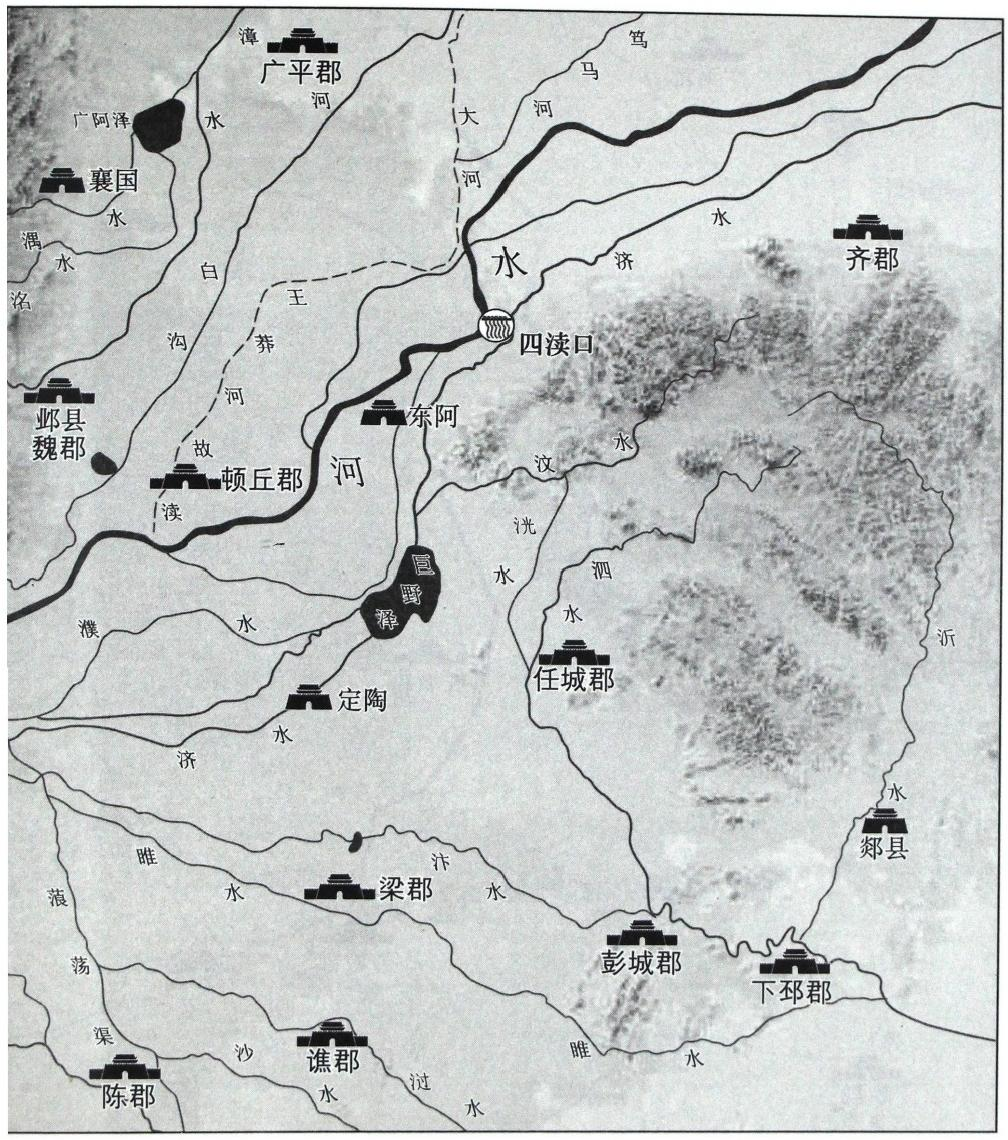 漳
广平郡
河
笃
马
河
广阿泽
水
大
河
襄国
水
湡
水
洺
白
沟
水
济
水
齐郡
王
莽
河
故
渎
四渎口
邺县
魏郡
东阿
顿丘郡
河
汶
水
洸
水
泗
水
巨
野
泽
濮
水
任城郡
沂
水
定陶
济
水
郯县
睢
水
汴
水
梁郡
蒗
荡
渠
彭城郡
下邳郡
睢
水
沙
水
谯郡
过
水
陈郡